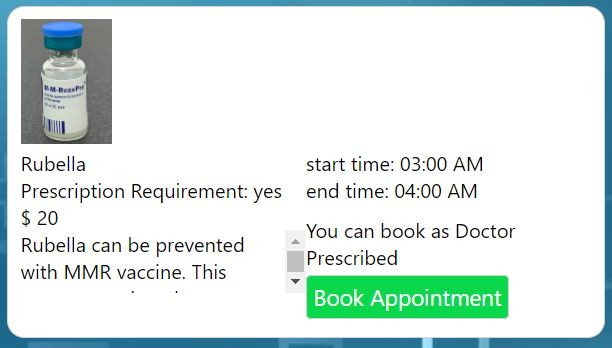 M-M-RvaxPro
Rubella
Prescription Requirement: yes
$ 20
Rubella can be prevented
with MMR vaccine. This
start time: 03:00 AM
end time: 04:00 AM
You can book as Doctor
Prescribed
Book Appointment